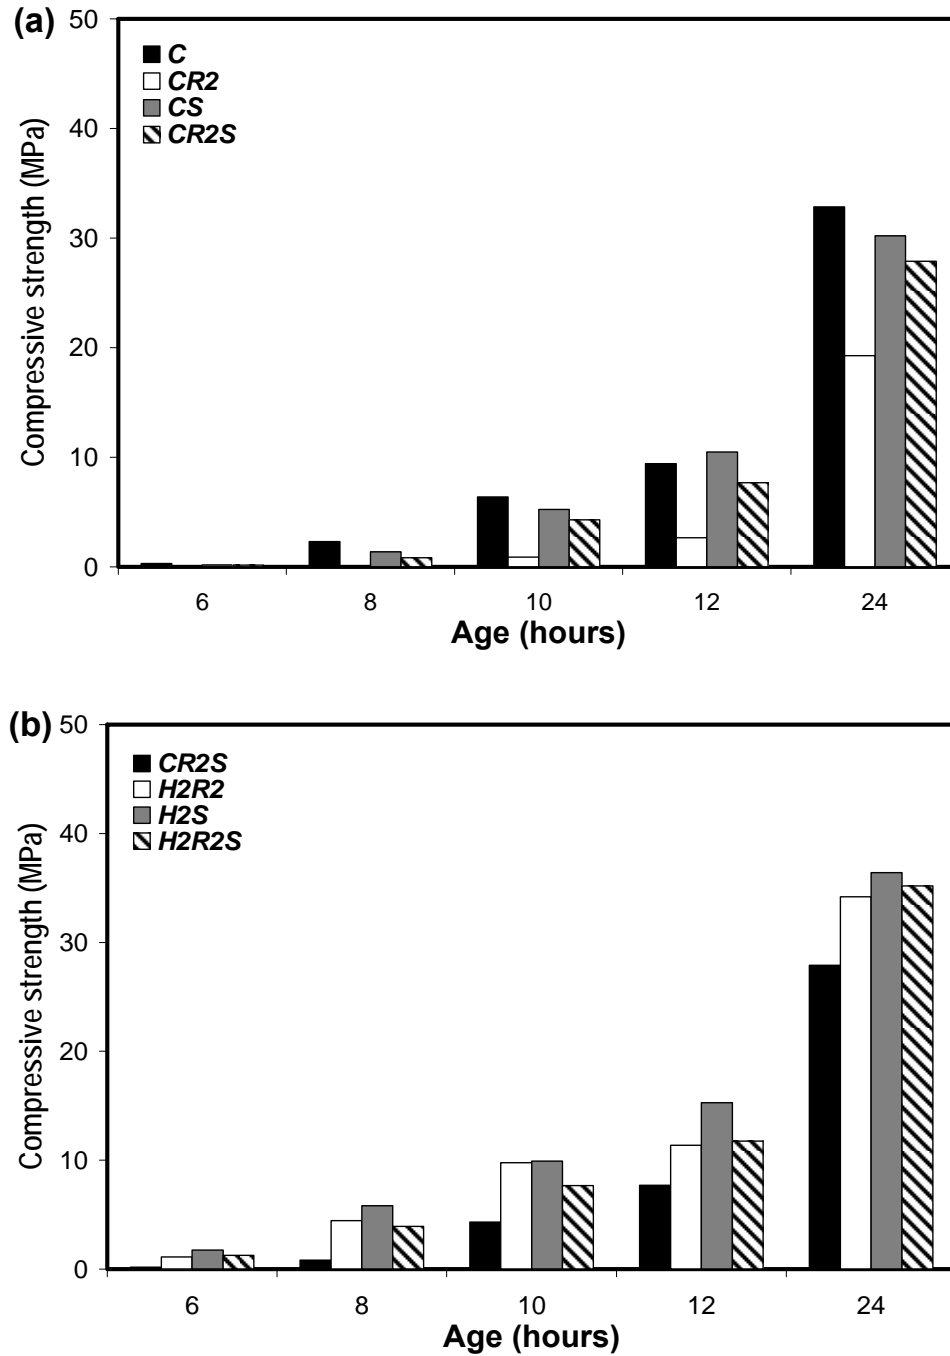 (a)
50
C
CR2
CS
CR2S
40
30
20
10
0
Compressive strength (MPa)
6 8 10 12 24
Age (hours)
(b)
50
CR2S
H2R2
H2S
H2R2S
40
30
20
10
0
Compressive strength (MPa)
6 8 10 12 24
Age (hours)